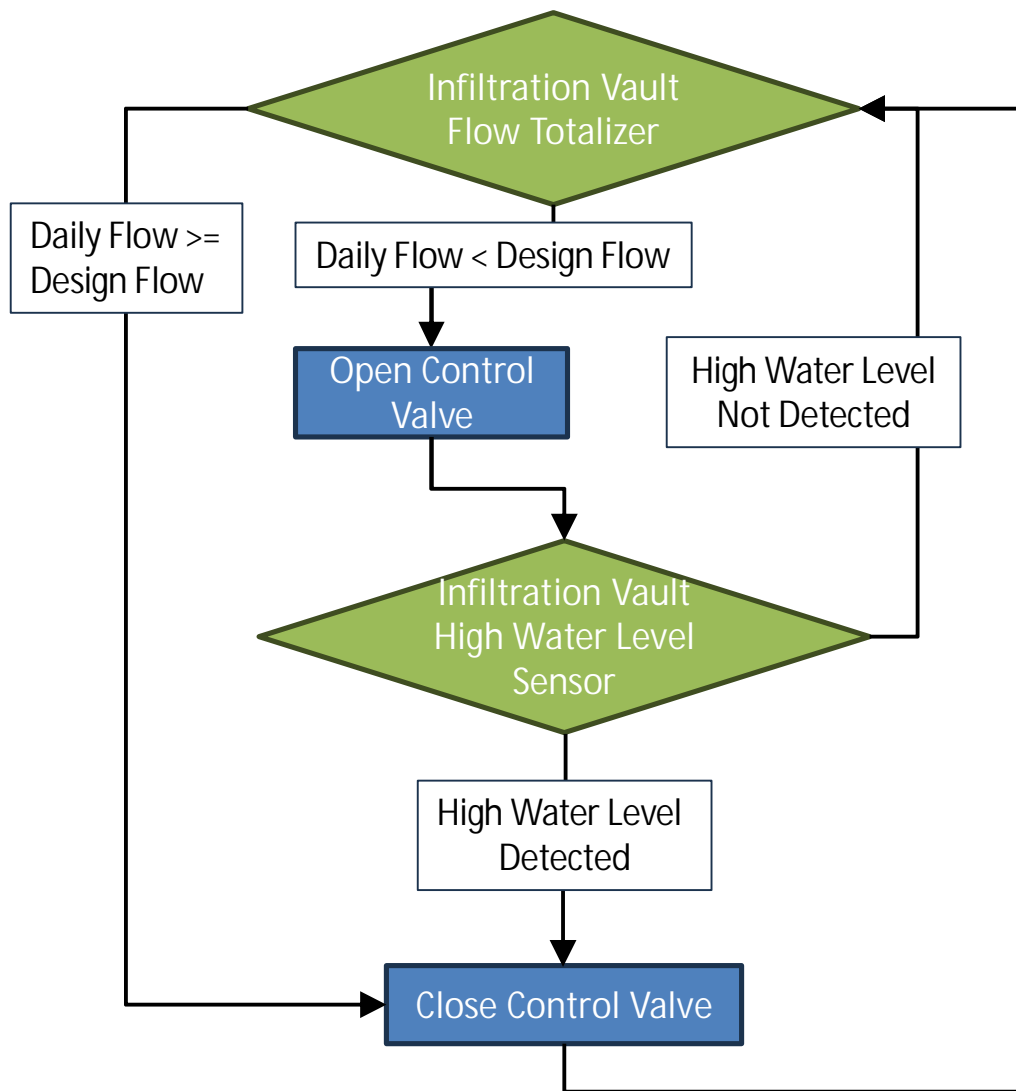 Infiltration Vault
Flow Totalizer
Daily Flow >=
Design Flow
Daily Flow < Design Flow
Open Control
Valve
High Water Level
Not Detected
Infiltration Vault
High Water Level
Sensor
High Water Level
Detected
Close Control Valve